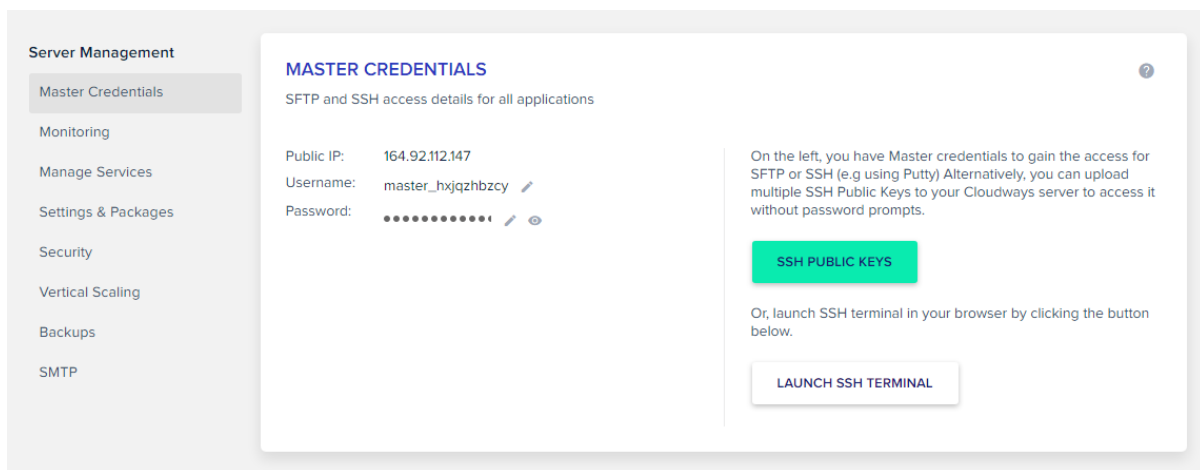 Server Management
Master Credentials
Monitoring
Manage Services
Settings & Packages
Security
Vertical Scaling
Backups
SMTP
MASTER CREDENTIALS
SFTP and SSH access details for all applications
Public IP: 164.92.112.147
Username: master_hxjqzhbzcy
Password:
On the left, you have Master credentials to gain the access for
SFTP or SSH (e.g using Putty) Alternatively, you can upload
multiple SSH Public Keys to your Cloudways server to access it
without password prompts.
SSH PUBLIC KEYS
Or, launch SSH terminal in your browser by clicking the button
below.
LAUNCH SSH TERMINAL